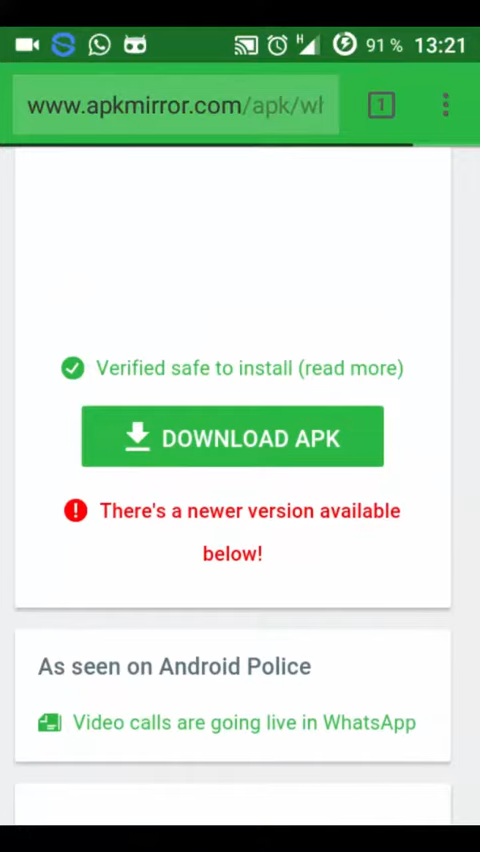 H 91 % 13:21
www.apkmirror.com/apk/wh
1
Verified safe to install (read more)
DOWNLOAD APK
There's a newer version available
below!
As seen on Android Police
Video calls are going live in WhatsApp